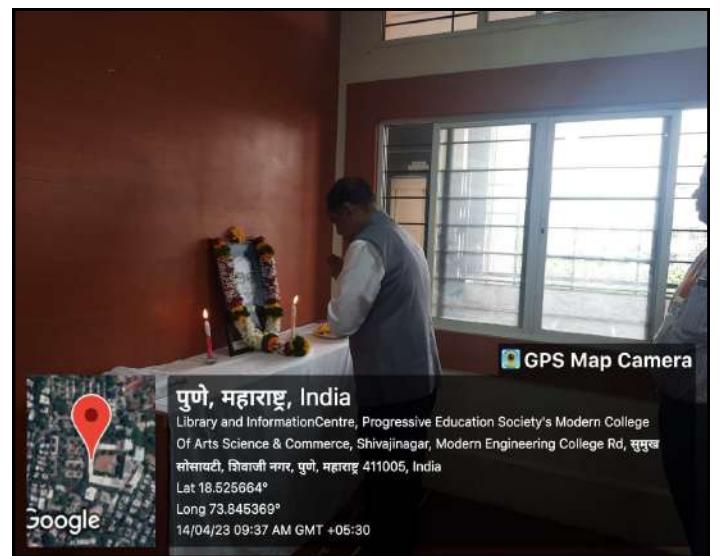 GPS Map Camera
पुणे, महाराष्ट्र, India
Library and InformationCentre, Progressive Education Society's Modern College
Of Arts Science & Commerce, Shivajinagar, Modern Engineering College Rd, सुमुख
सोसायटी, शिवाजी नगर, पुणे, महाराष्ट्र 411005, India
Lat 18.525664°
Long 73.845369°
14/04/23 09:37 AM GMT +05:30
Google